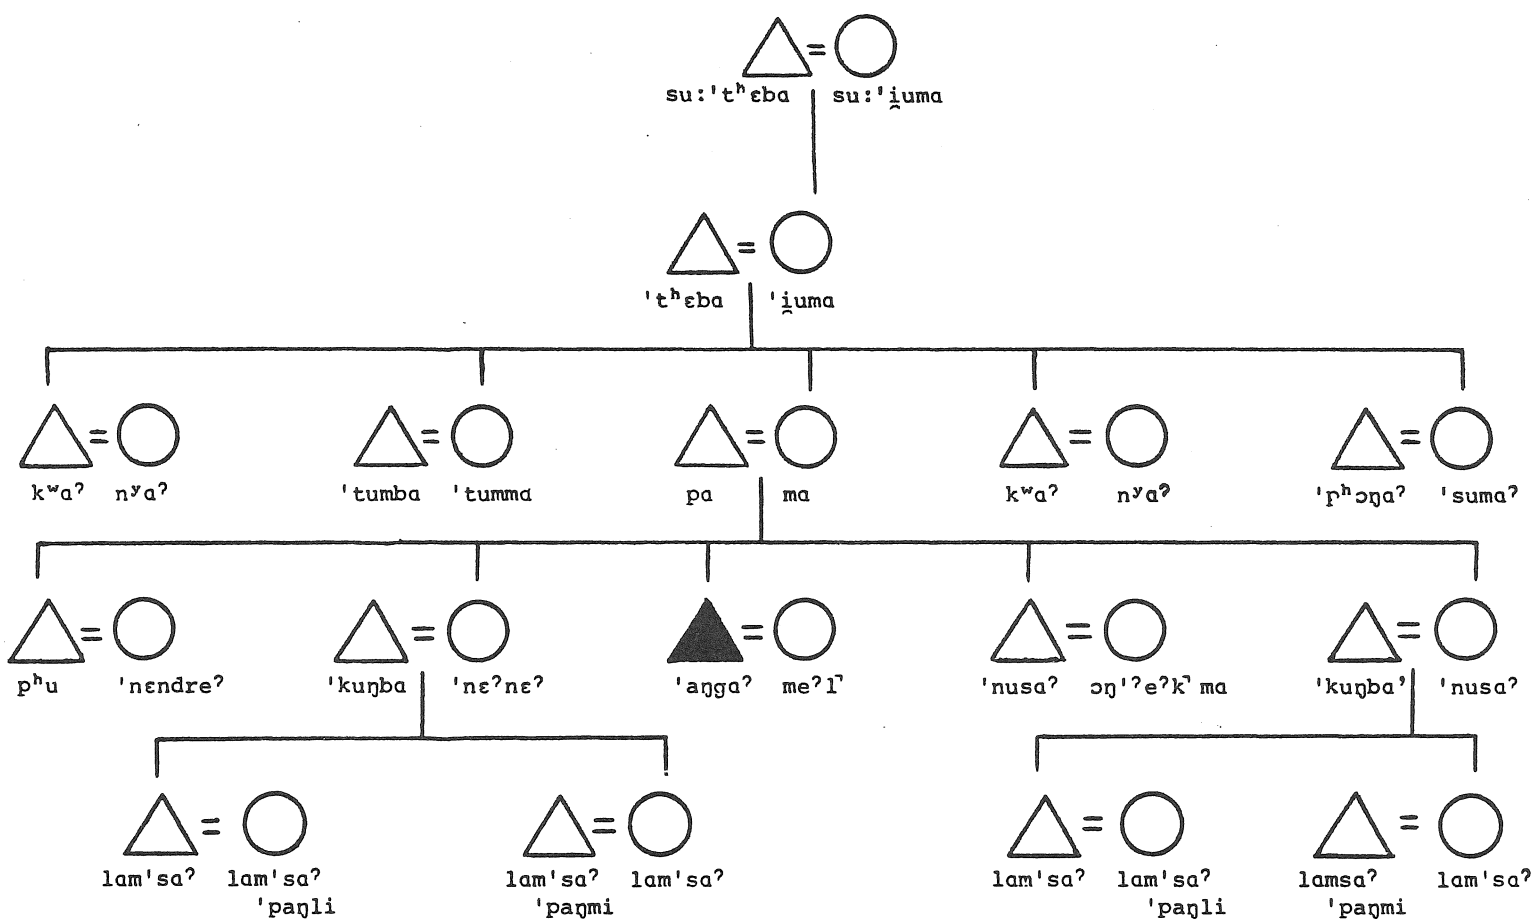 su:'tʰɛba su:'i̯uma
'tʰɛba 'i̯uma
kʷaˀ nʸaˀ 'tumba 'tumma pa ma kʷaˀ nʸaˀ 'pʰɔŋaˀ 'sumaˀ
pʰu 'nɛndreˀ 'kuŋba 'nɛˀnɛˀ 'aŋgaˀ meˀl̚ 'nusaˀ ɔŋ'ˀeˀk̚ ma 'kuŋba' 'nusaˀ
lam'saˀ lam'saˀ lam'saˀ lam'saˀ lam'saˀ lam'saˀ lamsaˀ lam'saˀ
'paŋli 'paŋmi 'paŋli 'paŋmi